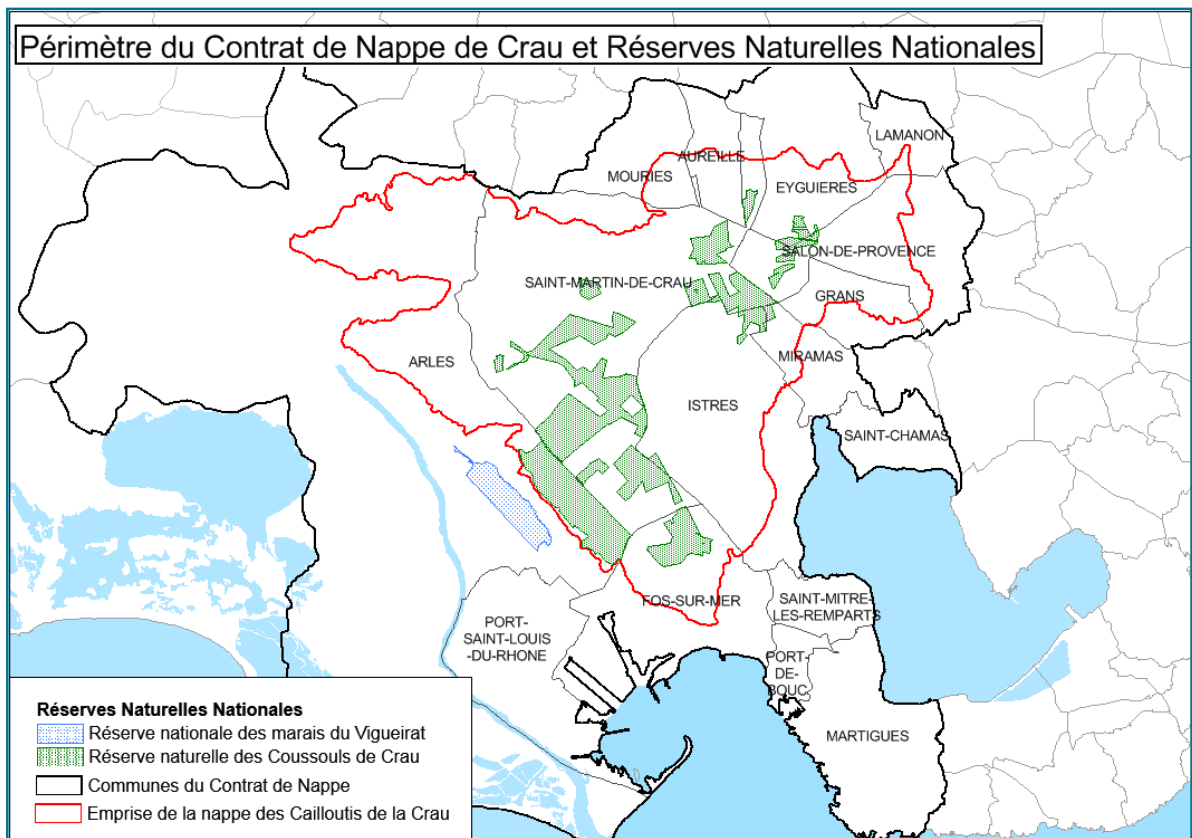 Périmètre du Contrat de Nappe de Crau et Réserves Naturelles Nationales
LAMANON
AUREILLE
MOURIES
EYGUIERES
SALON-DE-PROVENCE
SAINT-MARTIN-DE-CRAU
GRANS
MIRAMAS
ARLES
ISTRES
SAINT-CHAMAS
FOS-SUR-MER
SAINT-MITRE-
LES-REMPARTS
PORT-
SAINT-LOUIS
-DU-RHONE
PORT-
DE-
BOUC
MARTIGUES
Réserves Naturelles Nationales
Réserve nationale des marais du Vigueirat
Réserve naturelle des Coussouls de Crau
Communes du Contrat de Nappe
Emprise de la nappe des Cailloutis de la Crau